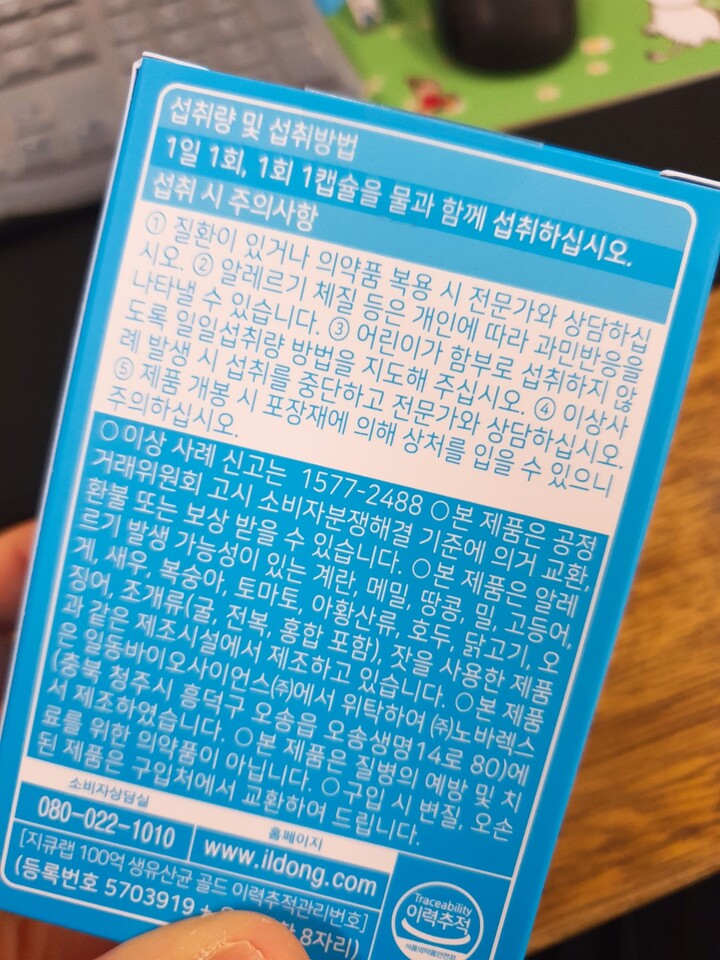 섭취량 및 섭취방법
1일 1회, 1회 1캡슐을 물과 함께 섭취하십시오.
섭취 시 주의사항
① 질환이 있거나 의약품 복용 시 전문가와 상담하십
시오. ② 알레르기 체질 등은 개인에 따라 과민반응을
나타낼 수 있습니다. ③ 어린이가 함부로 섭취하지 않
도록 일일섭취량 방법을 지도해 주십시오. ④ 이상사
례 발생 시 섭취를 중단하고 전문가와 상담하십시오.
⑤ 제품 개봉 시 포장재에 의해 상처를 입을 수 있으니
주의하십시오.
○이상 사례 신고는 1577-2488 ○본 제품은 공정
거래위원회 고시 소비자분쟁해결 기준에 의거 교환,
환불 또는 보상 받을 수 있습니다. ○본 제품은 알레
르기 발생 가능성이 있는 계란, 메밀, 땅콩, 밀, 고등어,
게, 새우, 복숭아, 토마토, 아황산류, 호두, 닭고기, 오
징어, 조개류(굴, 전복, 홍합 포함), 잣을 사용한 제품
과 같은 제조시설에서 제조하고 있습니다. ○본 제품
은 일동바이오사이언스㈜에서 위탁하여 ㈜노바렉스
(충북 청주시 흥덕구 오송읍 오송생명14로 80)에
서 제조하였습니다. ○본 제품은 질병의 예방 및 치
료를 위한 의약품이 아닙니다. ○구입 시 변질, 오손
된 제품은 구입처에서 교환하여 드립니다.
소비자상담실
080-022-1010
홈페이지
www.ildong.com
[지큐랩 100억 생유산균 골드 이력추적관리번호]
(등록번호 5703919 + 8자리)
Traceability
이력추적
식품의약품안전처